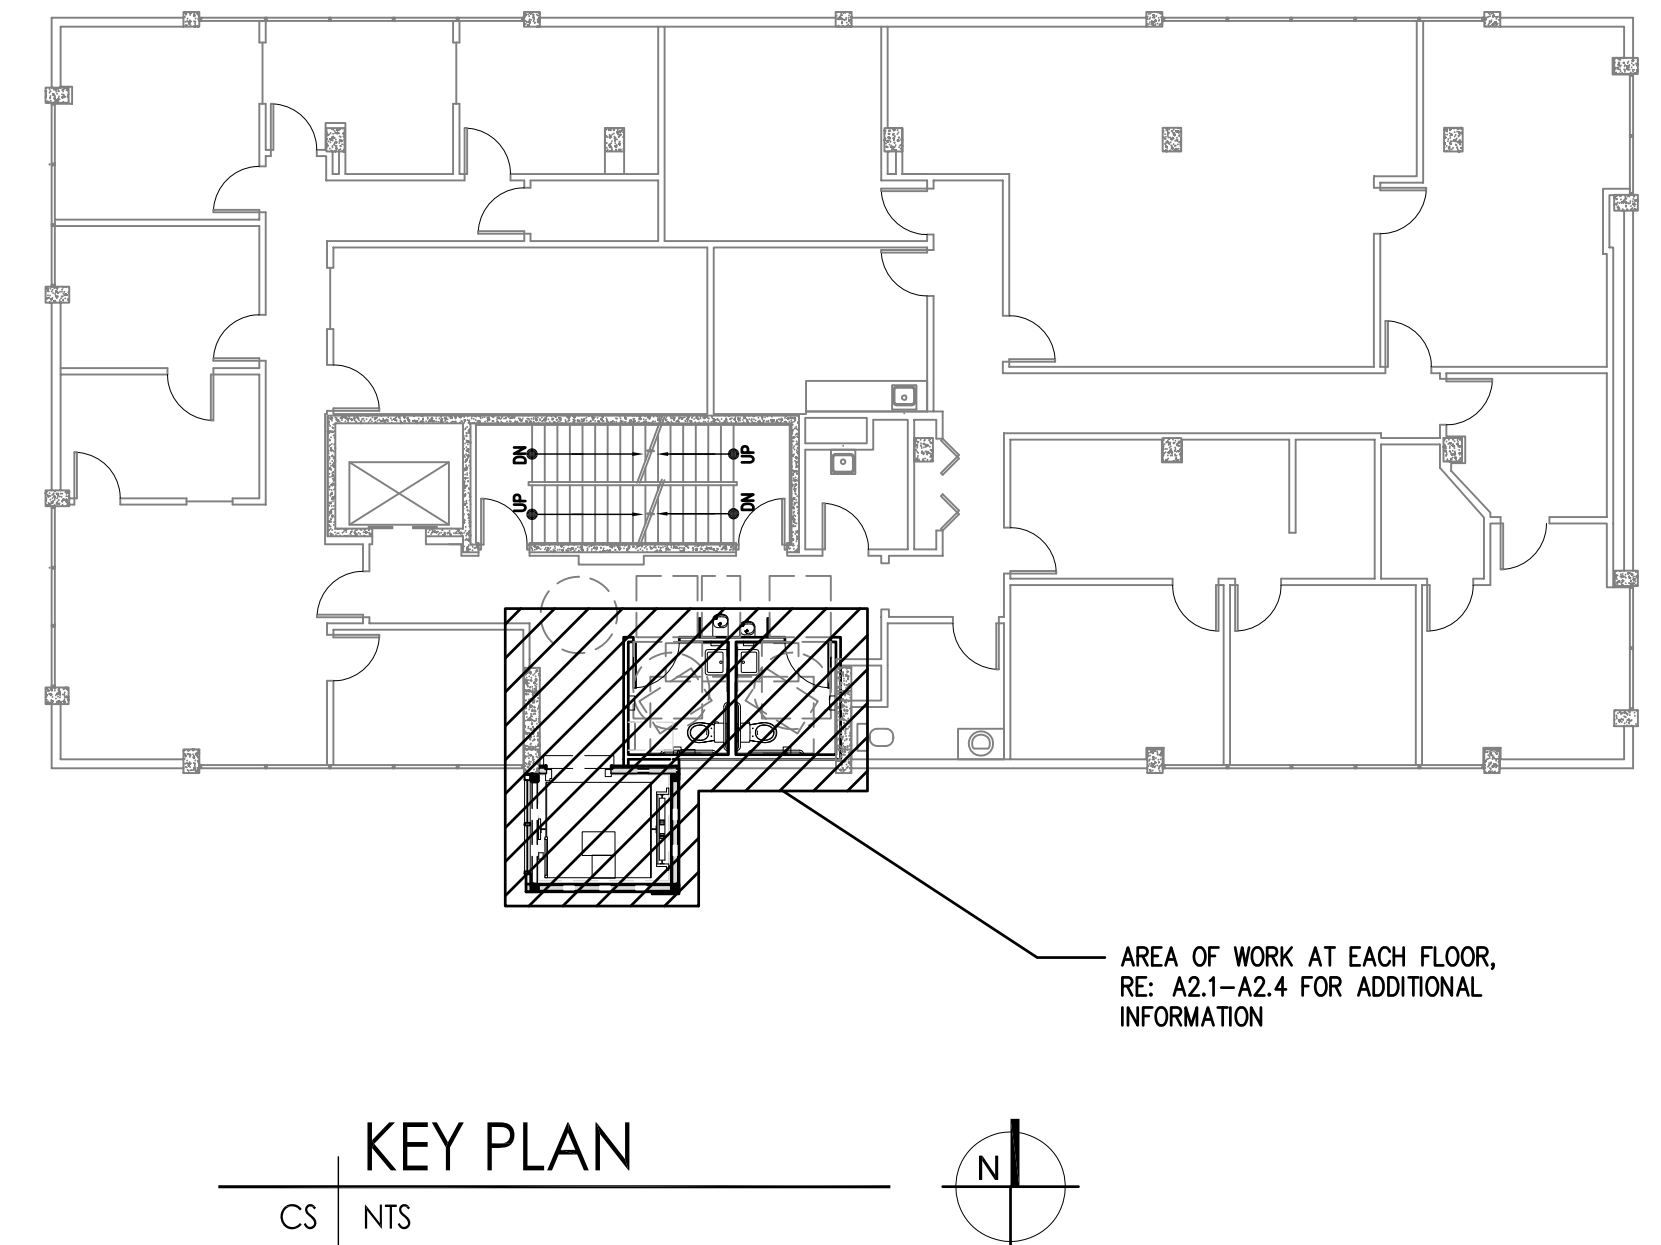 DN
UP
UP
DN
AREA OF WORK AT EACH FLOOR,
RE: A2.1-A2.4 FOR ADDITIONAL
INFORMATION
KEY PLAN
N
CS
NTS